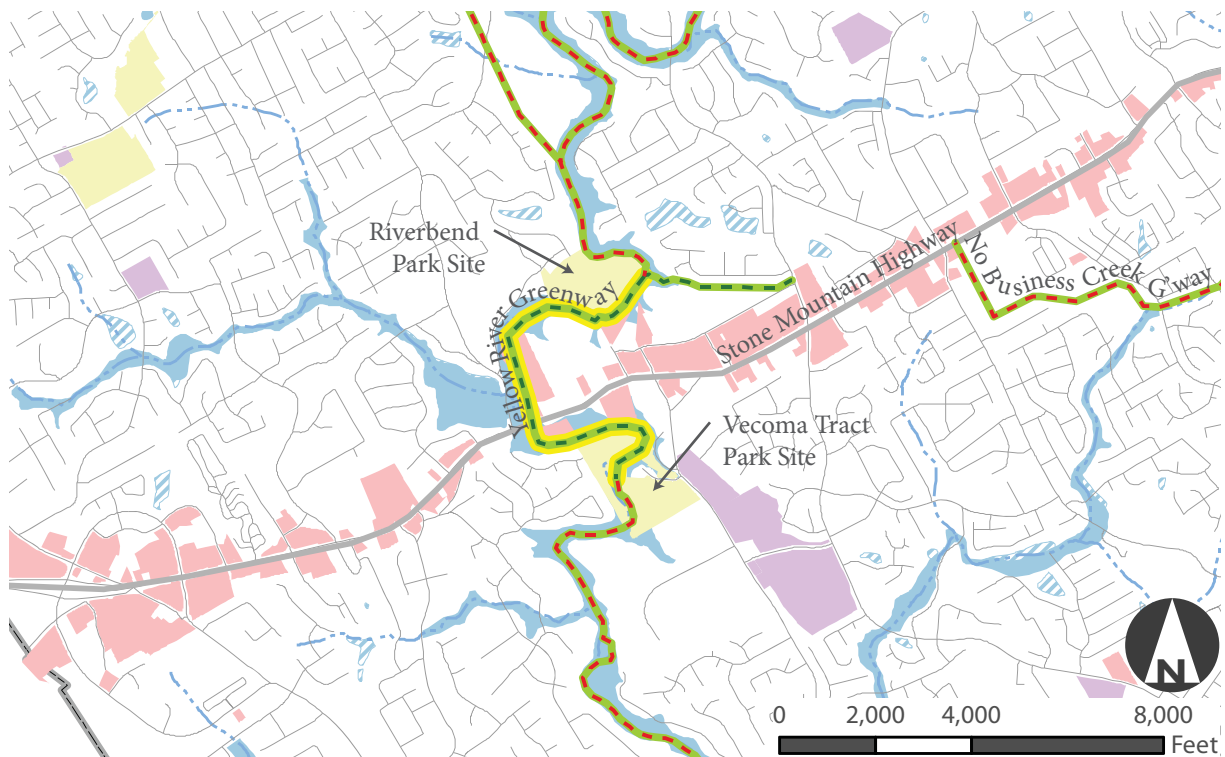 Riverbend
Park Site
Yellow River Greenway
Stone Mountain Highway
No Business Creek G'way
Vecoma Tract
Park Site
N
0 2,000 4,000 8,000
Feet